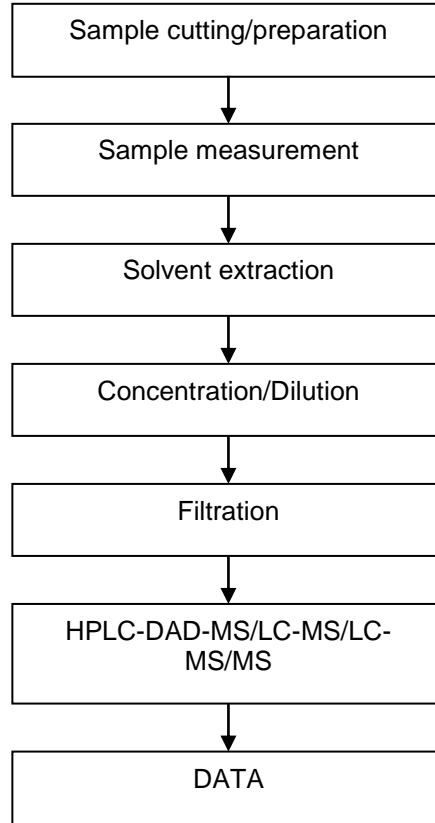 Sample cutting/preparation
Sample measurement
Solvent extraction
Concentration/Dilution
Filtration
HPLC-DAD-MS/LC-MS/LC-
MS/MS
DATA